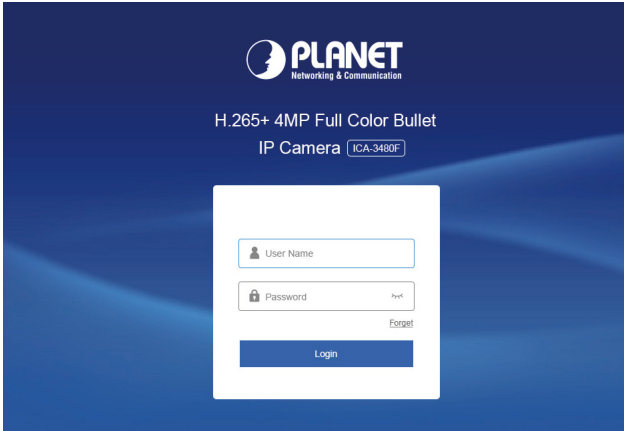 PLANET
Networking & Communication
H.265+ 4MP Full Color Bullet
IP Camera ICA-3480F
User Name
Password
Forget
Login